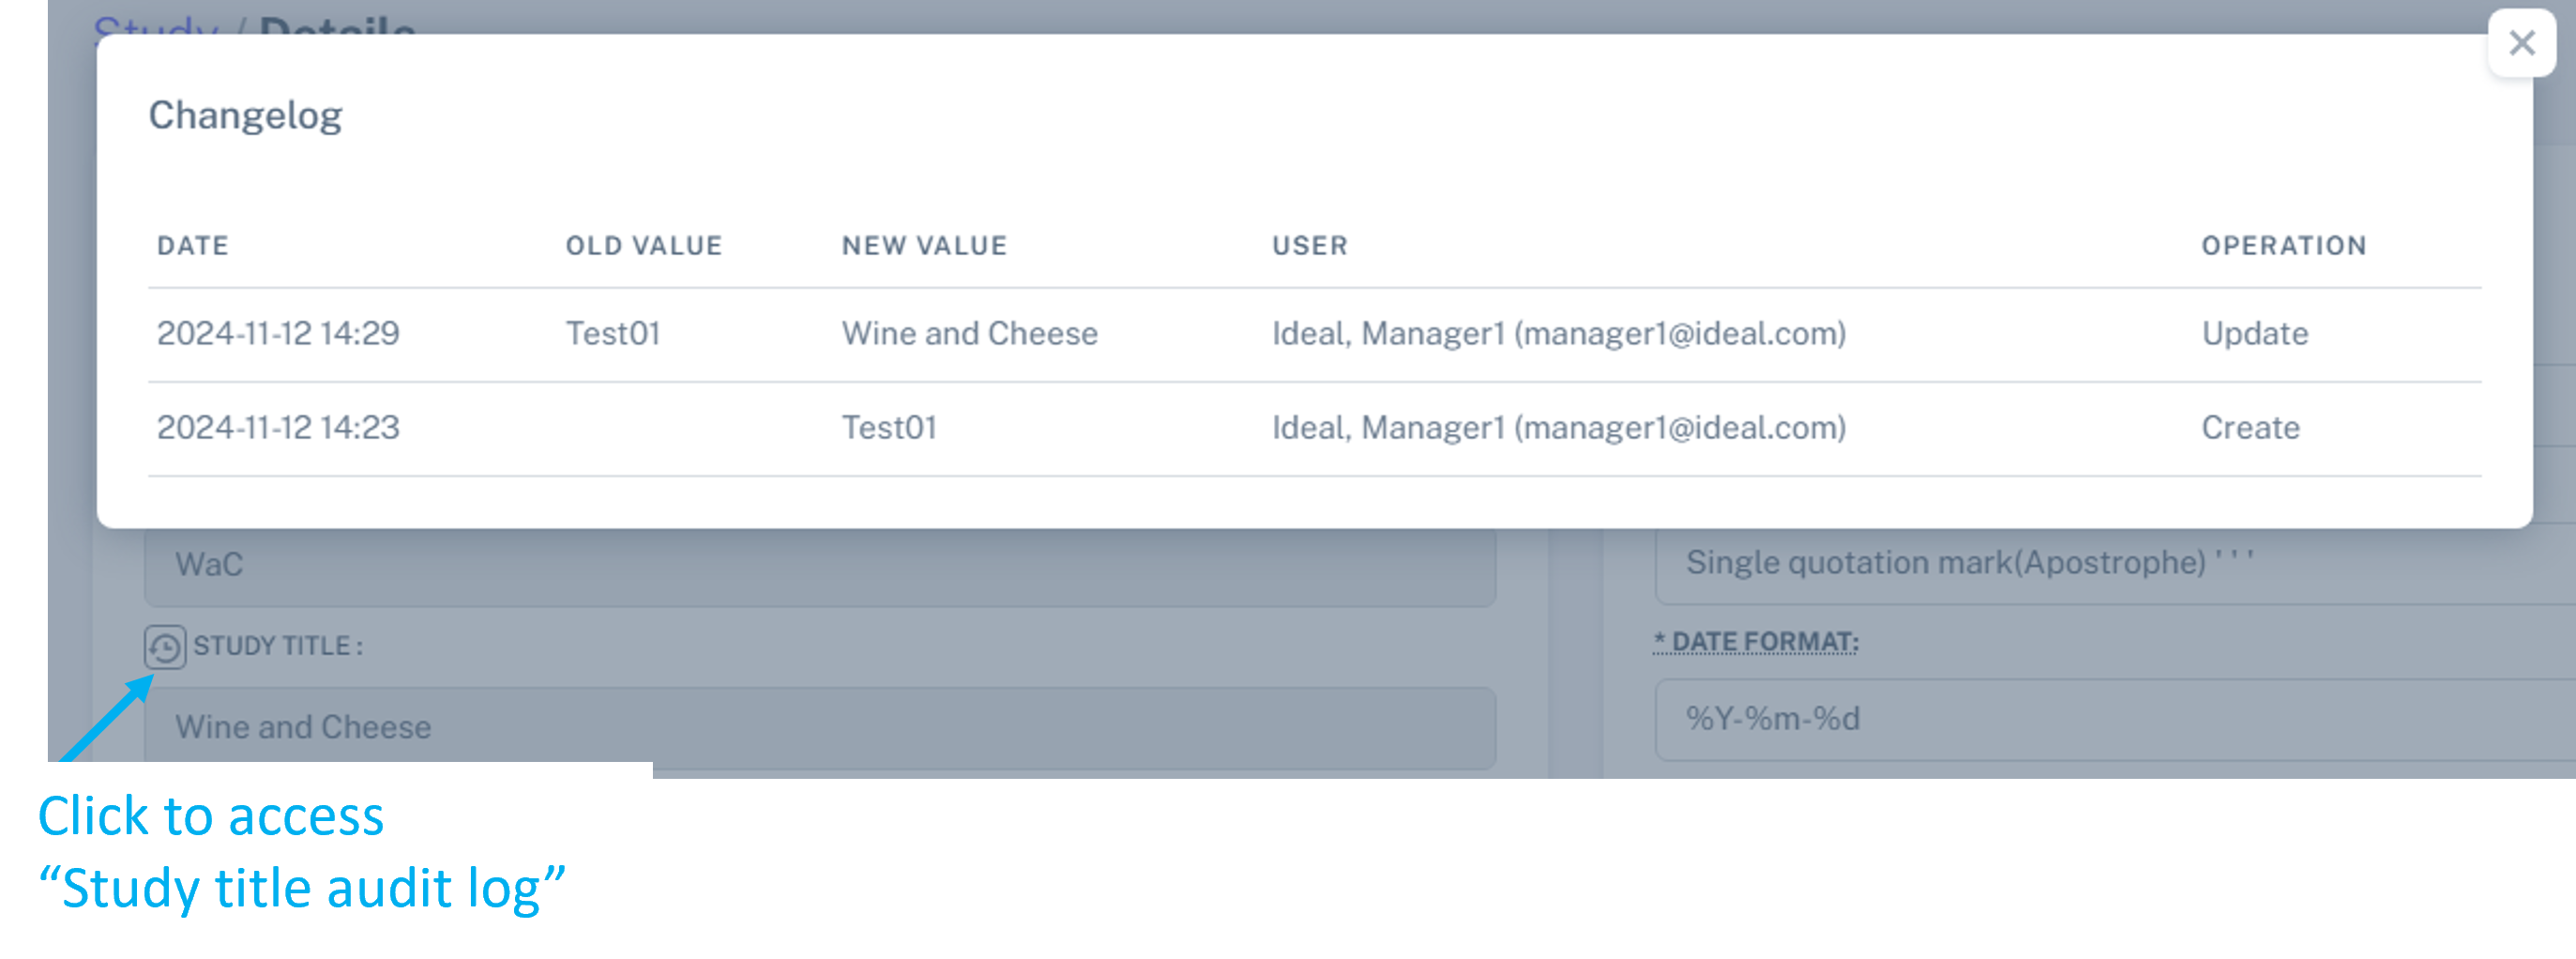 Study / Details
Changelog
DATE OLD VALUE NEW VALUE USER OPERATION
2024-11-12 14:29 Test01 Wine and Cheese Ideal, Manager1 (manager1@ideal.com) Update
2024-11-12 14:23 Test01 Ideal, Manager1 (manager1@ideal.com) Create
WaC
Single quotation mark(Apostrophe) ' ' '
STUDY TITLE :
* DATE FORMAT:
Wine and Cheese
%Y-%m-%d
Click to access
“Study title audit log”